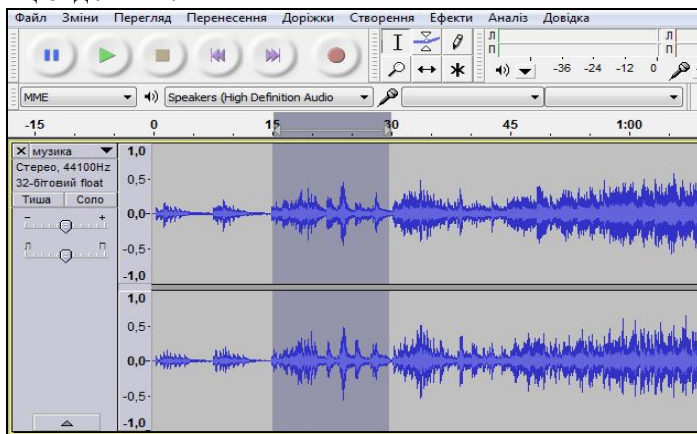 Файл Зміни Перегляд Перенесення Доріжки Створення Ефекти Аналіз Довідка
Л
П
-36 -24 -12 0
Л
П
MME Speakers (High Definition Audio
-15 0 15 30 45 1:00
музика
Стерео, 44100Hz
32-бітовий float
Тиша Соло
- +
Л П
1,0
0,5
0,0
-0,5
-1,0
1,0
0,5
0,0
-0,5
-1,0